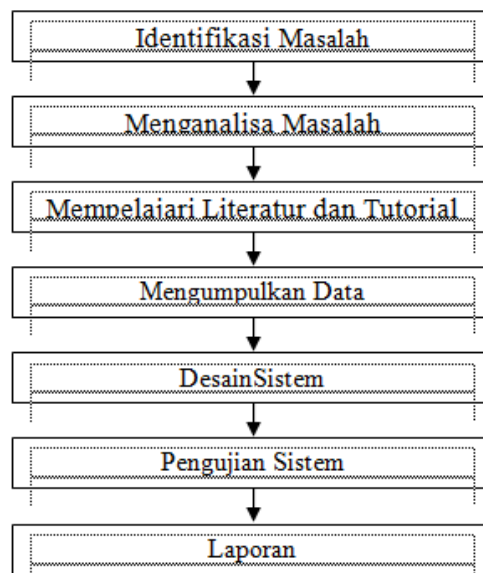 Identifikasi Masalah
Menganalisa Masalah
Mempelajari Literatur dan Tutorial
Mengumpulkan Data
DesainSistem
Pengujian Sistem
Laporan